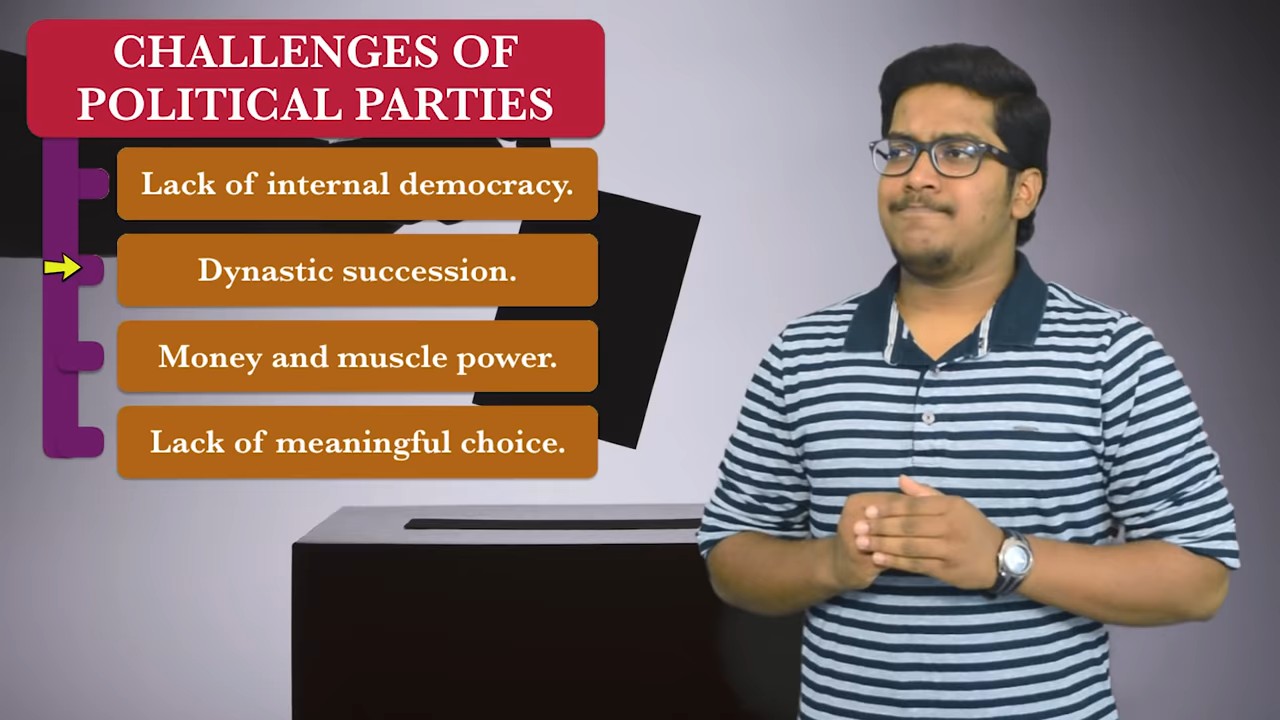 CHALLENGES OF
POLITICAL PARTIES
Lack of internal democracy.
Dynastic succession.
Money and muscle power.
Lack of meaningful choice.